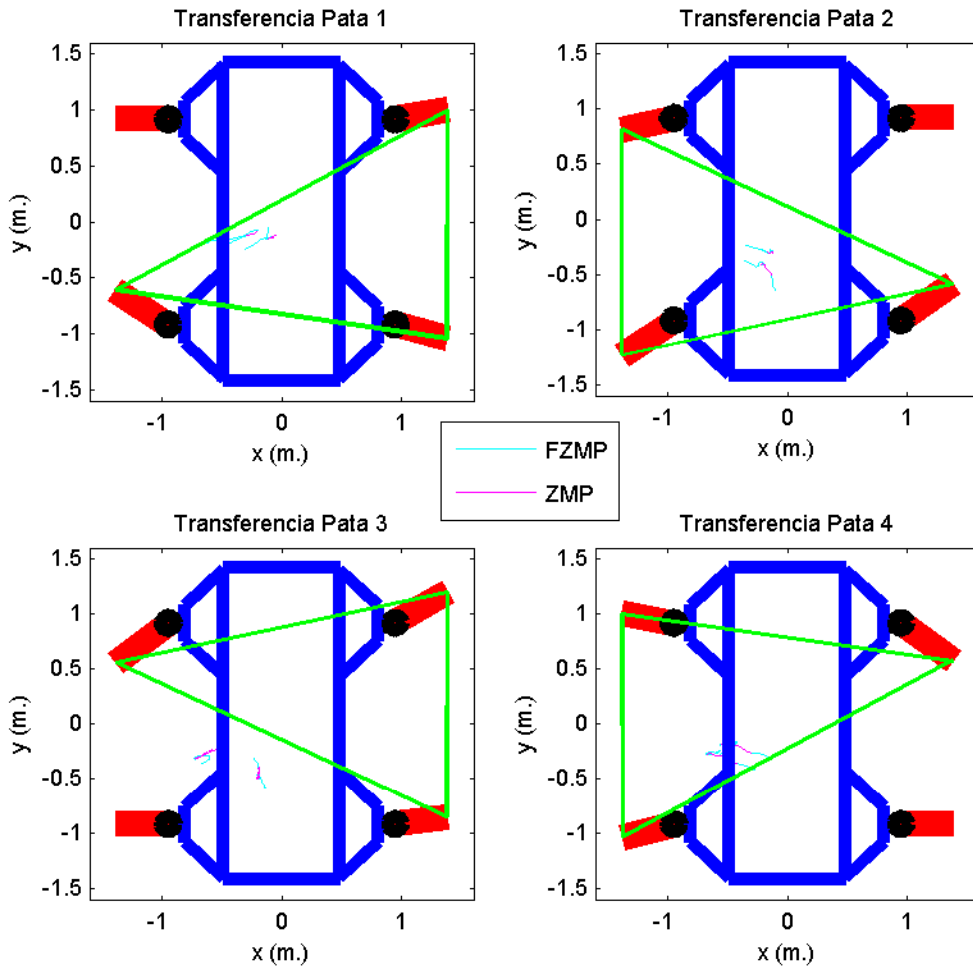 Transferencia Pata 1
1.5
1
0.5
0
-0.5
-1
-1.5
y (m.)
-1 0 1
x (m.)
Transferencia Pata 2
1.5
1
0.5
0
-0.5
-1
-1.5
y (m.)
-1 0 1
x (m.)
FZMP
ZMP
Transferencia Pata 3
1.5
1
0.5
0
-0.5
-1
-1.5
y (m.)
-1 0 1
x (m.)
Transferencia Pata 4
1.5
1
0.5
0
-0.5
-1
-1.5
y (m.)
-1 0 1
x (m.)